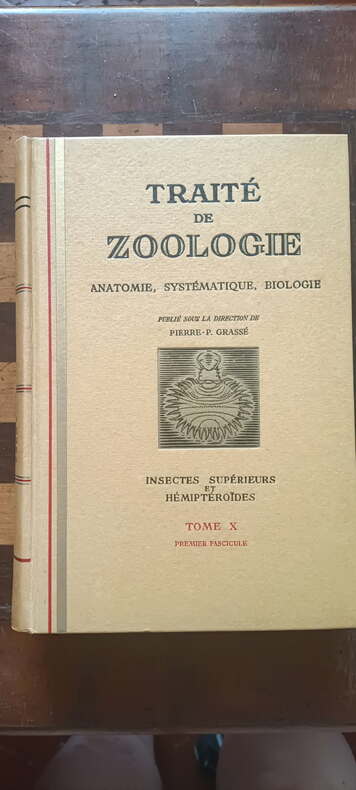 TRAITÉ
DE
ZOOLOGIE
ANATOMIE, SYSTÉMATIQUE, BIOLOGIE
PUBLIÉ SOUS LA DIRECTION DE
PIERRE-P. GRASSÉ
INSECTES SUPÉRIEURS
ET
HÉMIPTÉROÏDES
TOME X
PREMIER FASCICULE